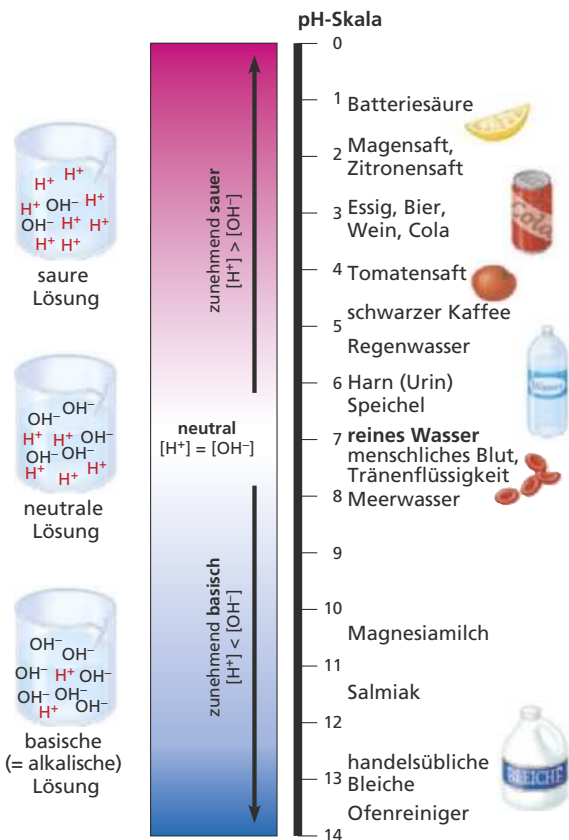 pH-Skala
0
1
Batteriesäure
2
Magensaft,
Zitronensaft
3
Essig, Bier,
Wein, Cola
Cola
4
Tomatensaft
schwarzer Kaffee
5
Regenwasser
6
Harn (Urin)
Speichel
Wasser
7
reines Wasser
menschliches Blut,
Tränenflüssigkeit
8
Meerwasser
9
10
Magnesiamilch
11
Salmiak
12
handelsübliche
Bleiche
BLEICHE
13
Ofenreiniger
14
zunehmend sauer
[H⁺] > [OH⁻]
neutral
[H⁺] = [OH⁻]
zunehmend basisch
[H⁺] < [OH⁻]
H⁺
H⁺
H⁺ OH⁻ H⁺
OH⁻ H⁺ H⁺
H⁺ H⁺
saure
Lösung
OH⁻ OH⁻
H⁺ H⁺ OH⁻
OH⁻ OH⁻
H⁺ H⁺ H⁺
neutrale
Lösung
OH⁻ OH⁻
OH⁻ H⁺ OH⁻
OH⁻ OH⁻
H⁺ OH⁻
basische
(= alkalische)
Lösung